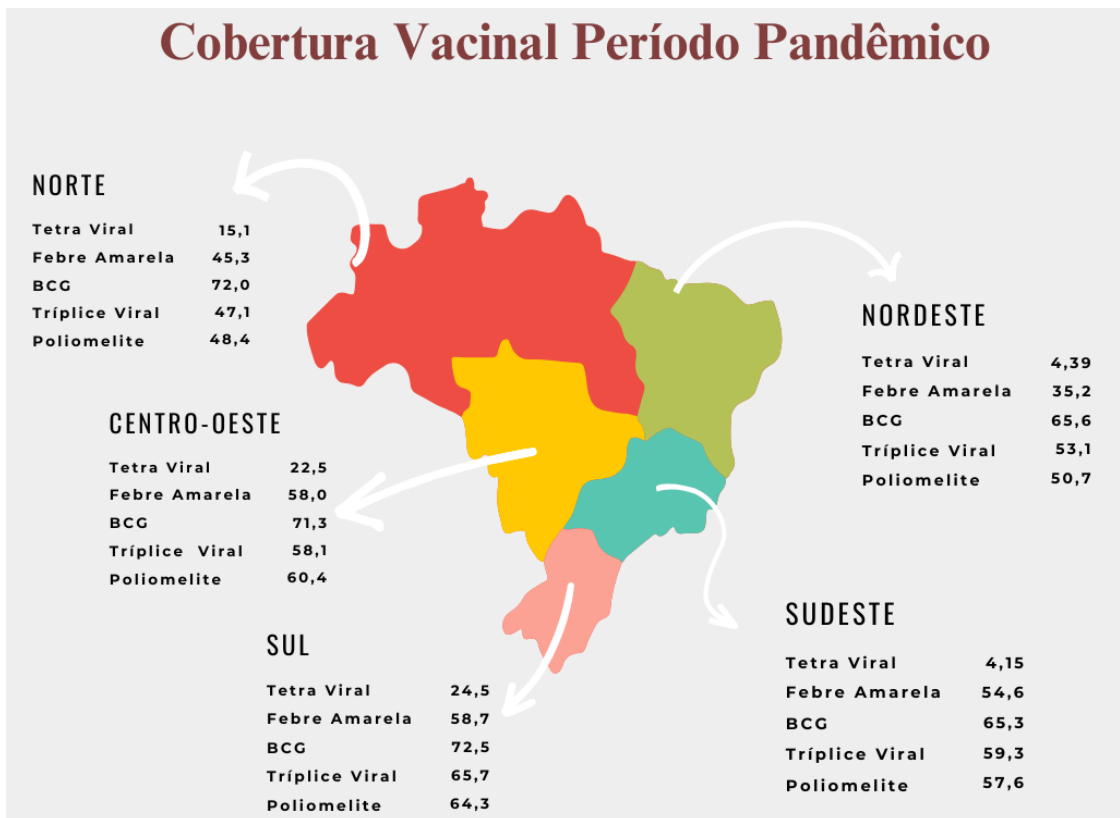 Cobertura Vacinal Período Pandêmico
NORTE
Tetra Viral 15,1
Febre Amarela 45,3
BCG 72,0
Tríplice Viral 47,1
Poliomelite 48,4
NORDESTE
Tetra Viral 4,39
Febre Amarela 35,2
BCG 65,6
Tríplice Viral 53,1
Poliomelite 50,7
CENTRO-OESTE
Tetra Viral 22,5
Febre Amarela 58,0
BCG 71,3
Tríplice Viral 58,1
Poliomelite 60,4
SUL
Tetra Viral 24,5
Febre Amarela 58,7
BCG 72,5
Tríplice Viral 65,7
Poliomelite 64,3
SUDESTE
Tetra Viral 4,15
Febre Amarela 54,6
BCG 65,3
Tríplice Viral 59,3
Poliomelite 57,6